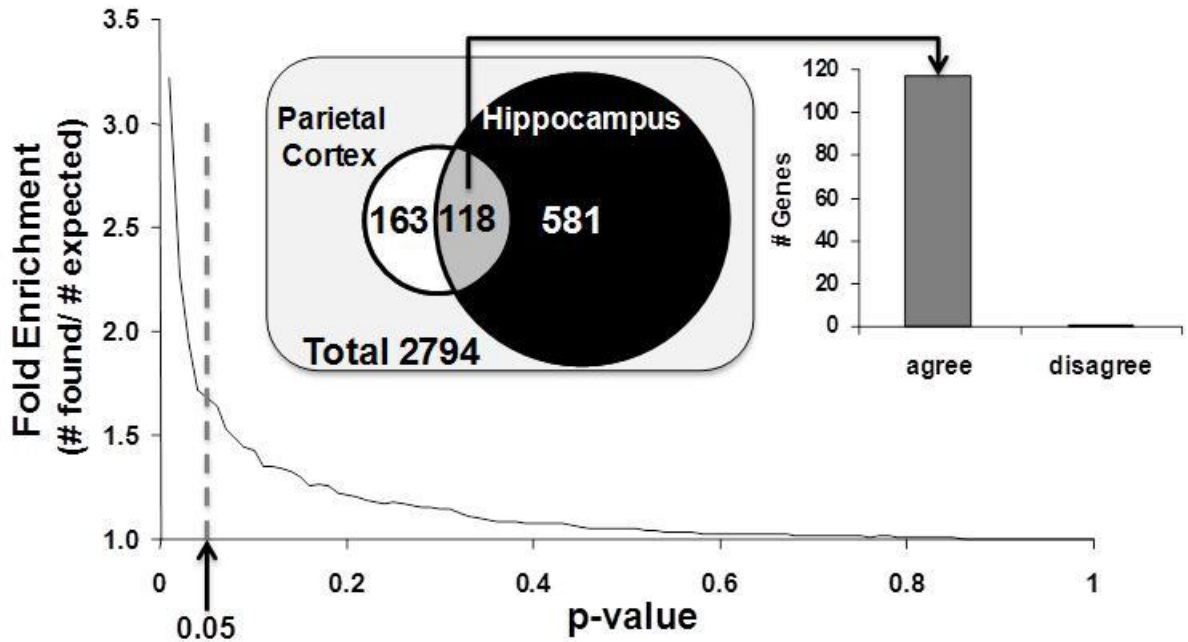 Fold Enrichment
(# found/ # expected)
3.5
3.0
2.5
2.0
1.5
1.0
0
0.2
0.4
0.6
0.8
1
0.05
p-value
Parietal
Cortex
Hippocampus
163
118
581
Total 2794
# Genes
120
100
80
60
40
20
0
agree
disagree